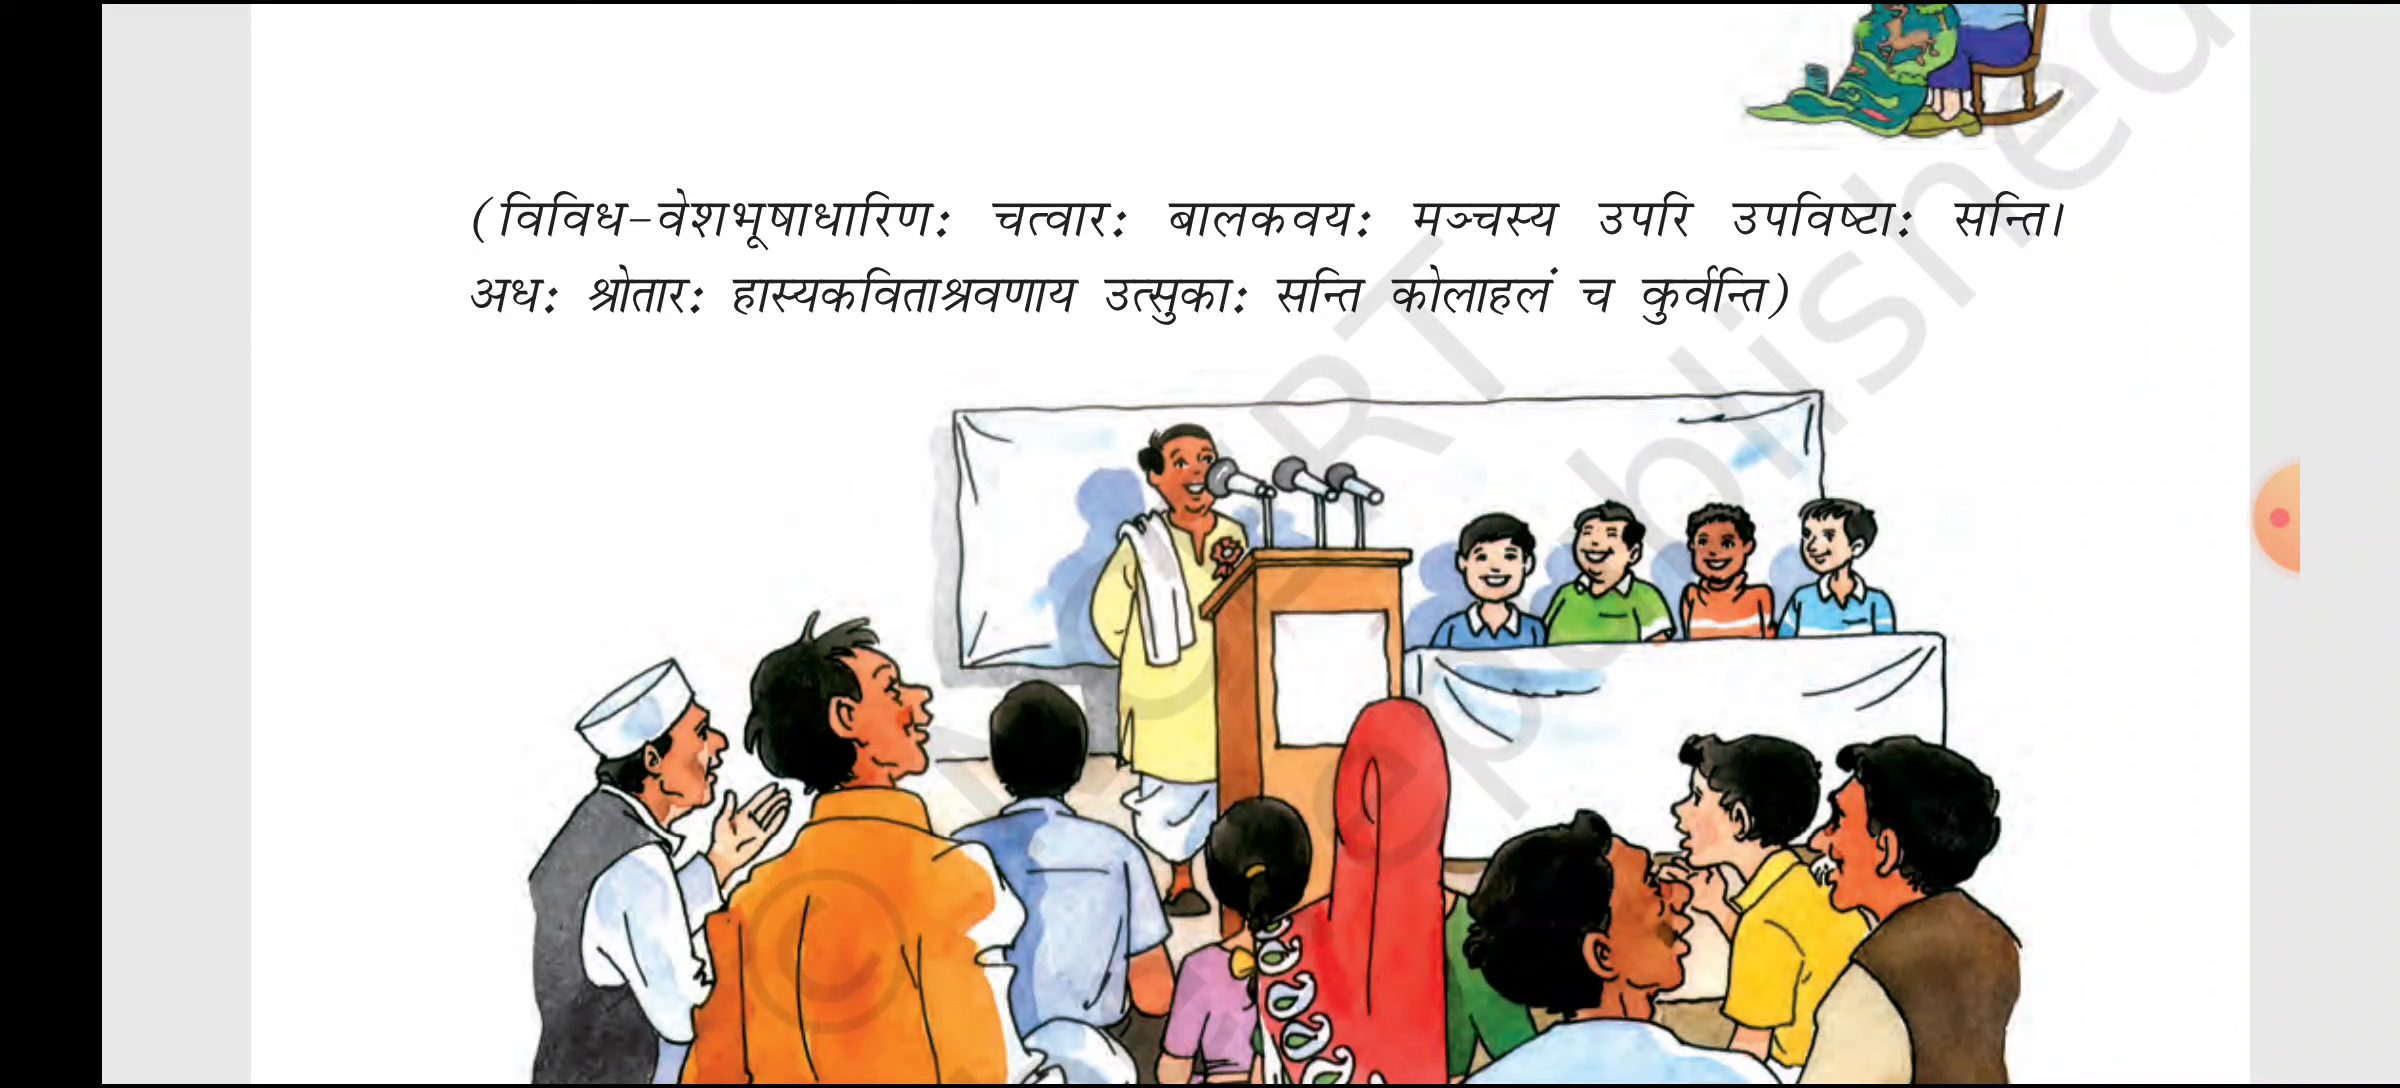 (विविध-वेशभूषाधारिणः चत्वारः बालकवयः मञ्चस्य उपरि उपविष्टाः सन्ति।
अधः श्रोतारः हास्यकविताश्रवणाय उत्सुकाः सन्ति कोलाहलं च कुर्वन्ति)